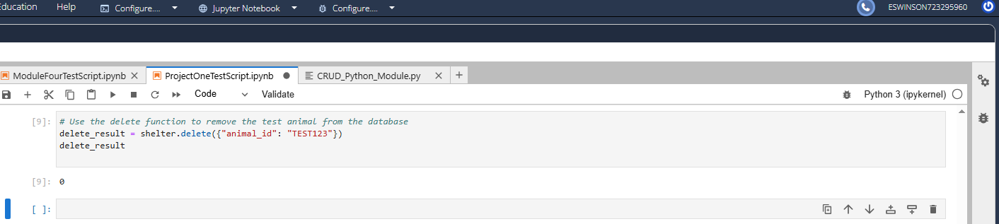 Education Help Configure.... Jupyter Notebook Configure.... ESWINSON723295960
ModuleFourTestScript.ipynb ProjectOneTestScript.ipynb CRUD_Python_Module.py
Code Validate Python 3 (ipykernel)
[9]: # Use the delete function to remove the test animal from the database
delete_result = shelter.delete({"animal_id": "TEST123"})
delete_result
[9]: 0
[ ]: